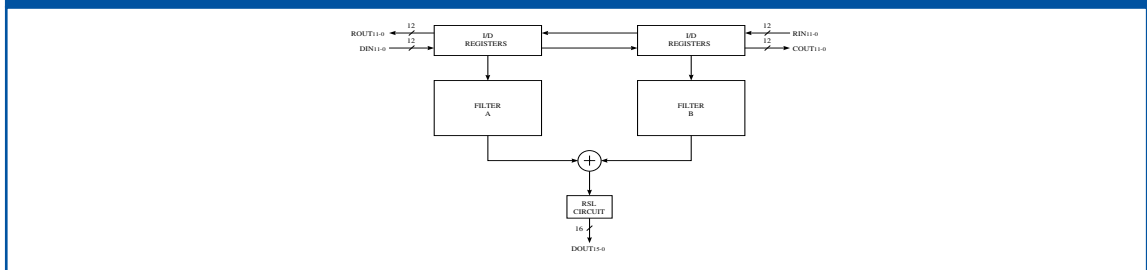 12
12
ROUT11-0
RIN11-0
I/D
REGISTERS
I/D
REGISTERS
12
12
DIN11-0
COUT11-0
FILTER
A
FILTER
B
RSL
CIRCUIT
16
DOUT15-0